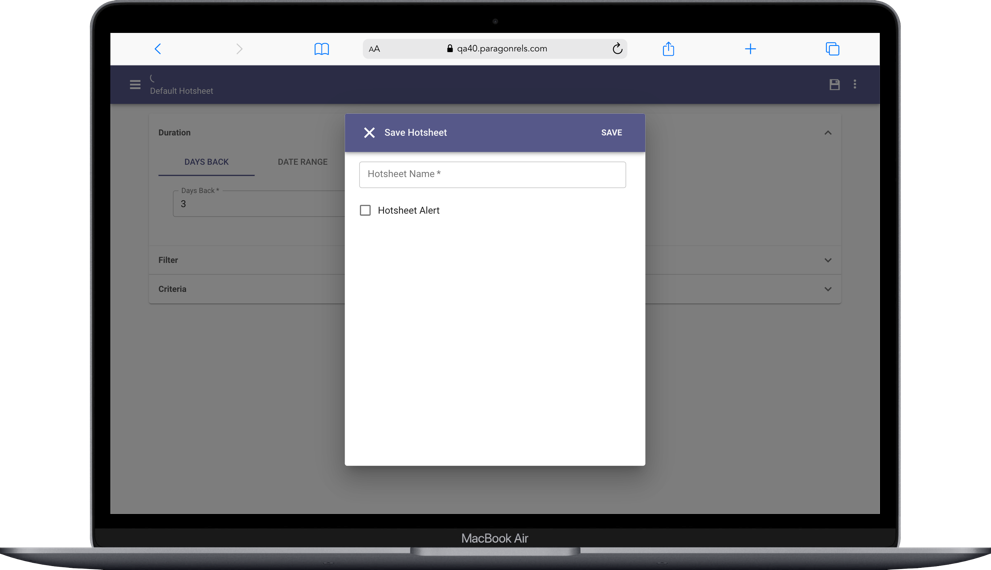 AA
qa40.paragonrels.com
Default Hotsheet
Save Hotsheet
SAVE
Duration
DAYS BACK
DATE RANGE
Days Back *
3
Filter
Criteria
Hotsheet Name *
Hotsheet Alert
MacBook Air